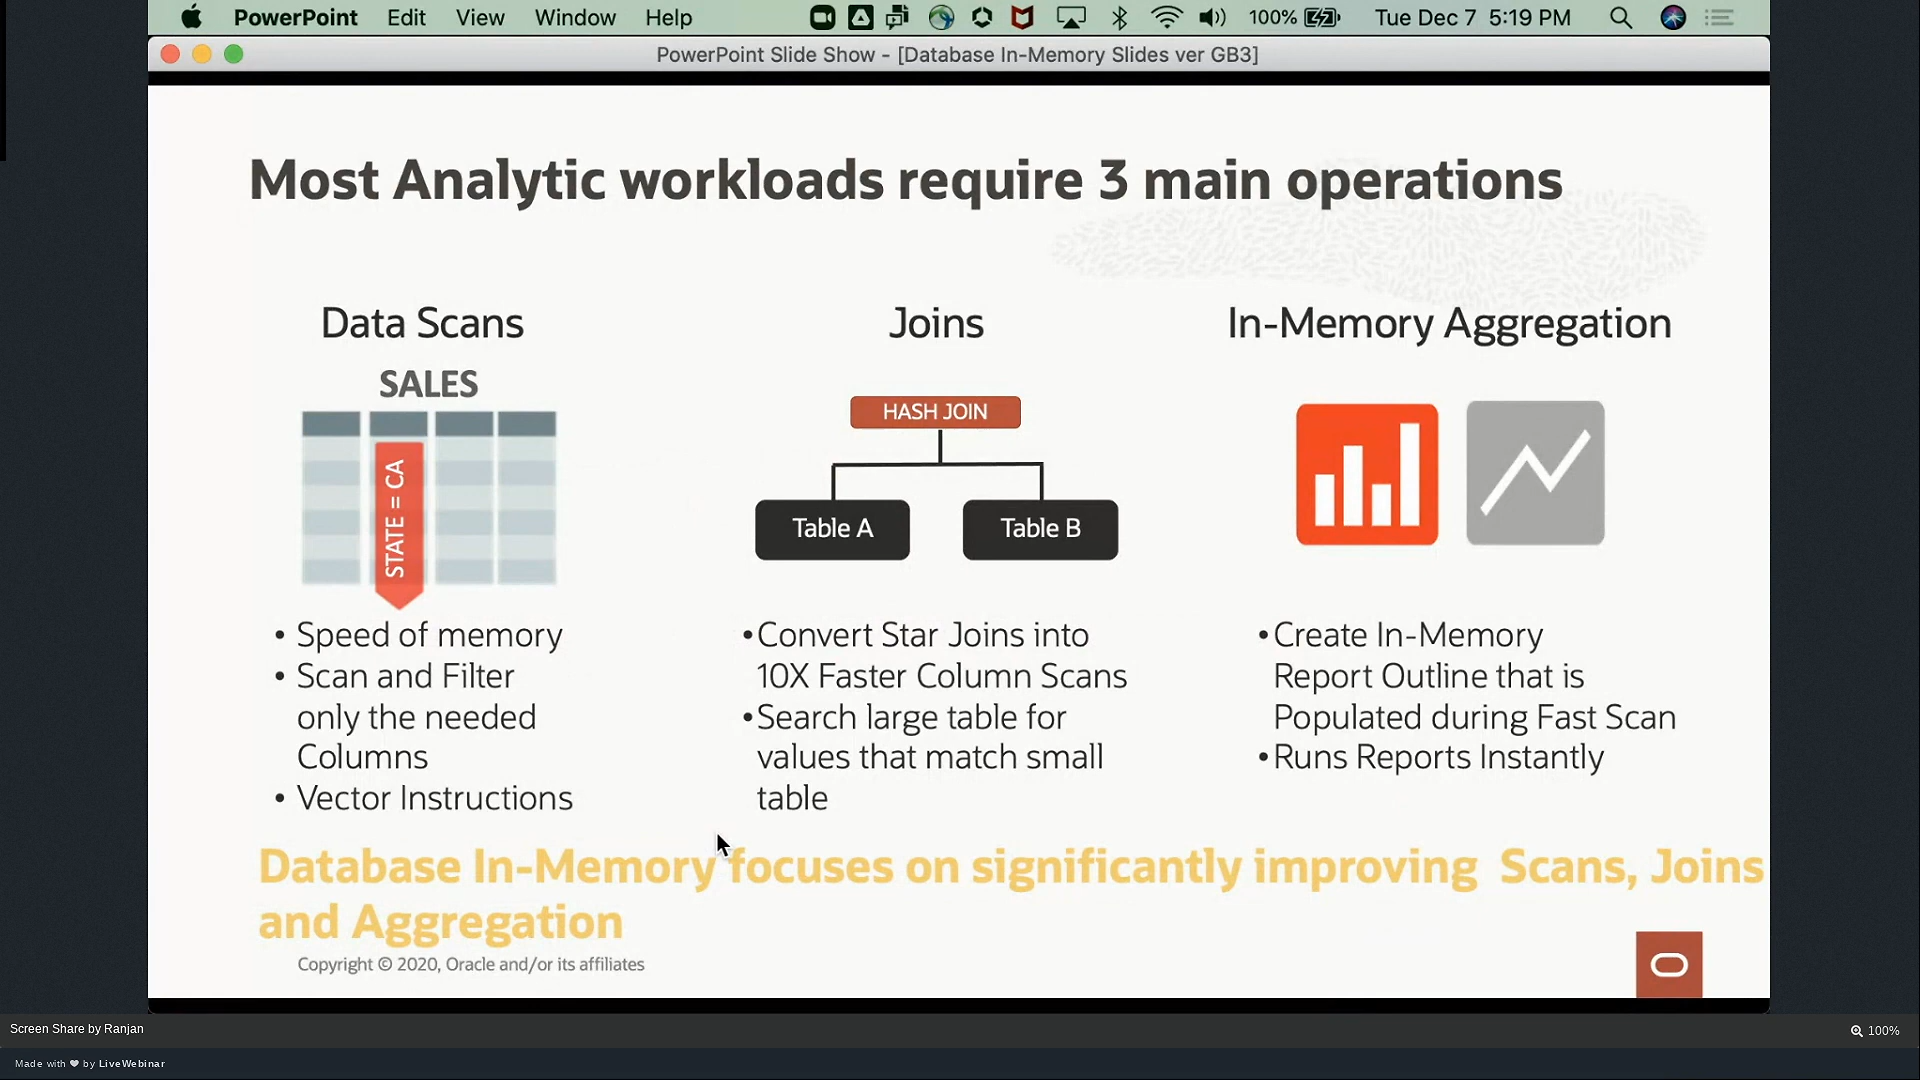 PowerPoint Edit View Window Help 100% Tue Dec 7 5:19 PM
PowerPoint Slide Show - [Database In-Memory Slides ver GB3]
Most Analytic workloads require 3 main operations
Data Scans
SALES
STATE = CA
• Speed of memory
• Scan and Filter
only the needed
Columns
• Vector Instructions
Joins
HASH JOIN
Table A
Table B
•Convert Star Joins into
10X Faster Column Scans
•Search large table for
values that match small
table
In-Memory Aggregation
•Create In-Memory
Report Outline that is
Populated during Fast Scan
•Runs Reports Instantly
Database In-Memory focuses on significantly improving Scans, Joins
and Aggregation
Copyright © 2020, Oracle and/or its affiliates
Screen Share by Ranjan
100%
Made with ❤ by LiveWebinar